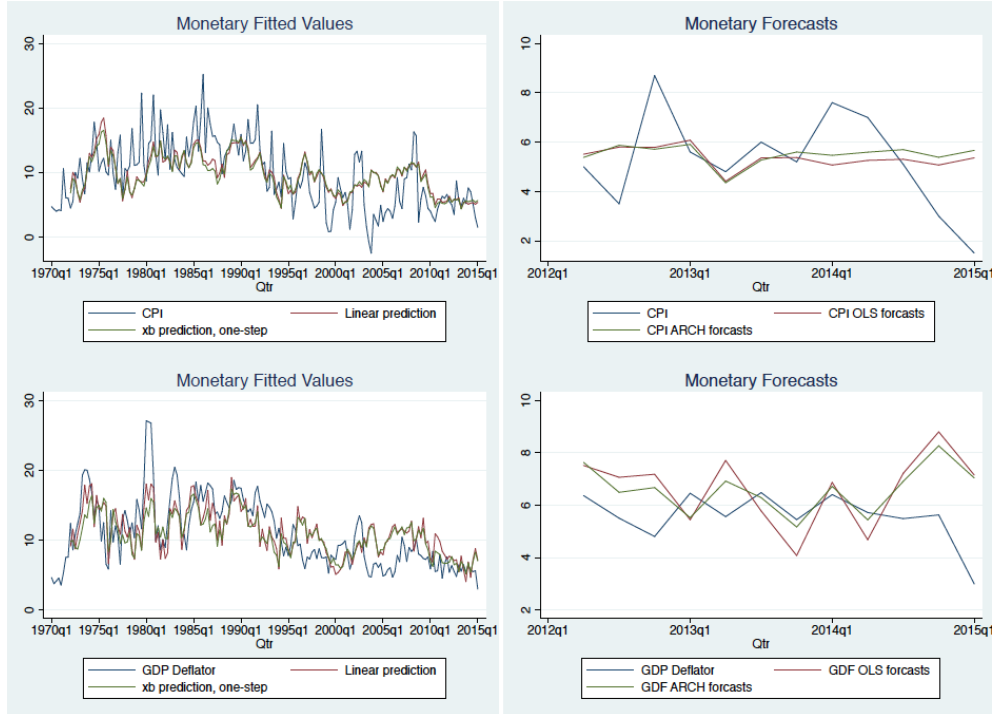 Monetary Fitted Values
30
20
10
0
1970q1 1975q1 1980q1 1985q1 1990q1 1995q1 2000q1 2005q1 2010q1 2015q1
Qtr
CPI Linear prediction
xb prediction, one-step
Monetary Forecasts
10
8
6
4
2
2012q1 2013q1 2014q1 2015q1
Qtr
CPI CPI OLS forcasts
CPI ARCH forcasts
Monetary Fitted Values
30
20
10
0
1970q1 1975q1 1980q1 1985q1 1990q1 1995q1 2000q1 2005q1 2010q1 2015q1
Qtr
GDP Deflator Linear prediction
xb prediction, one-step
Monetary Forecasts
10
8
6
4
2
2012q1 2013q1 2014q1 2015q1
Qtr
GDP Deflator GDF OLS forcasts
GDF ARCH forcasts